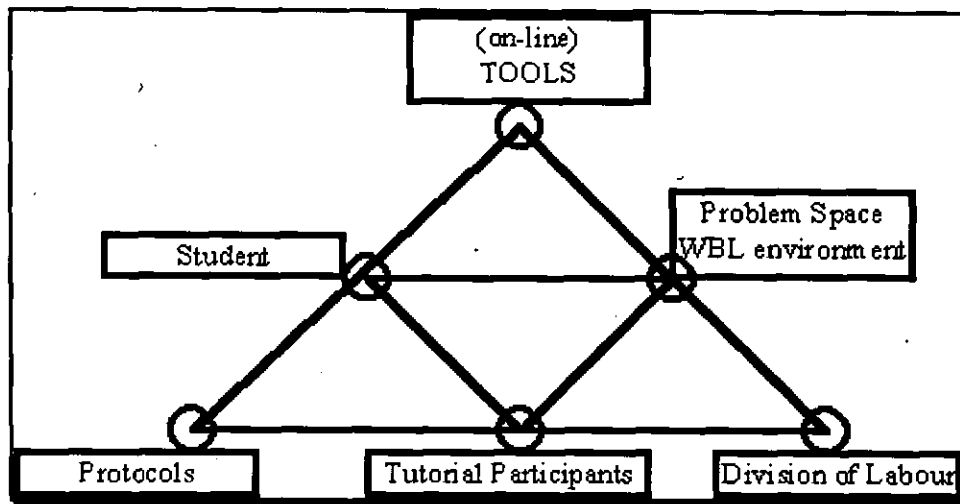 (on-line)
TOOLS
Student
Problem Space
WBL environment
Protocols
Tutorial Participants
Division of Labour